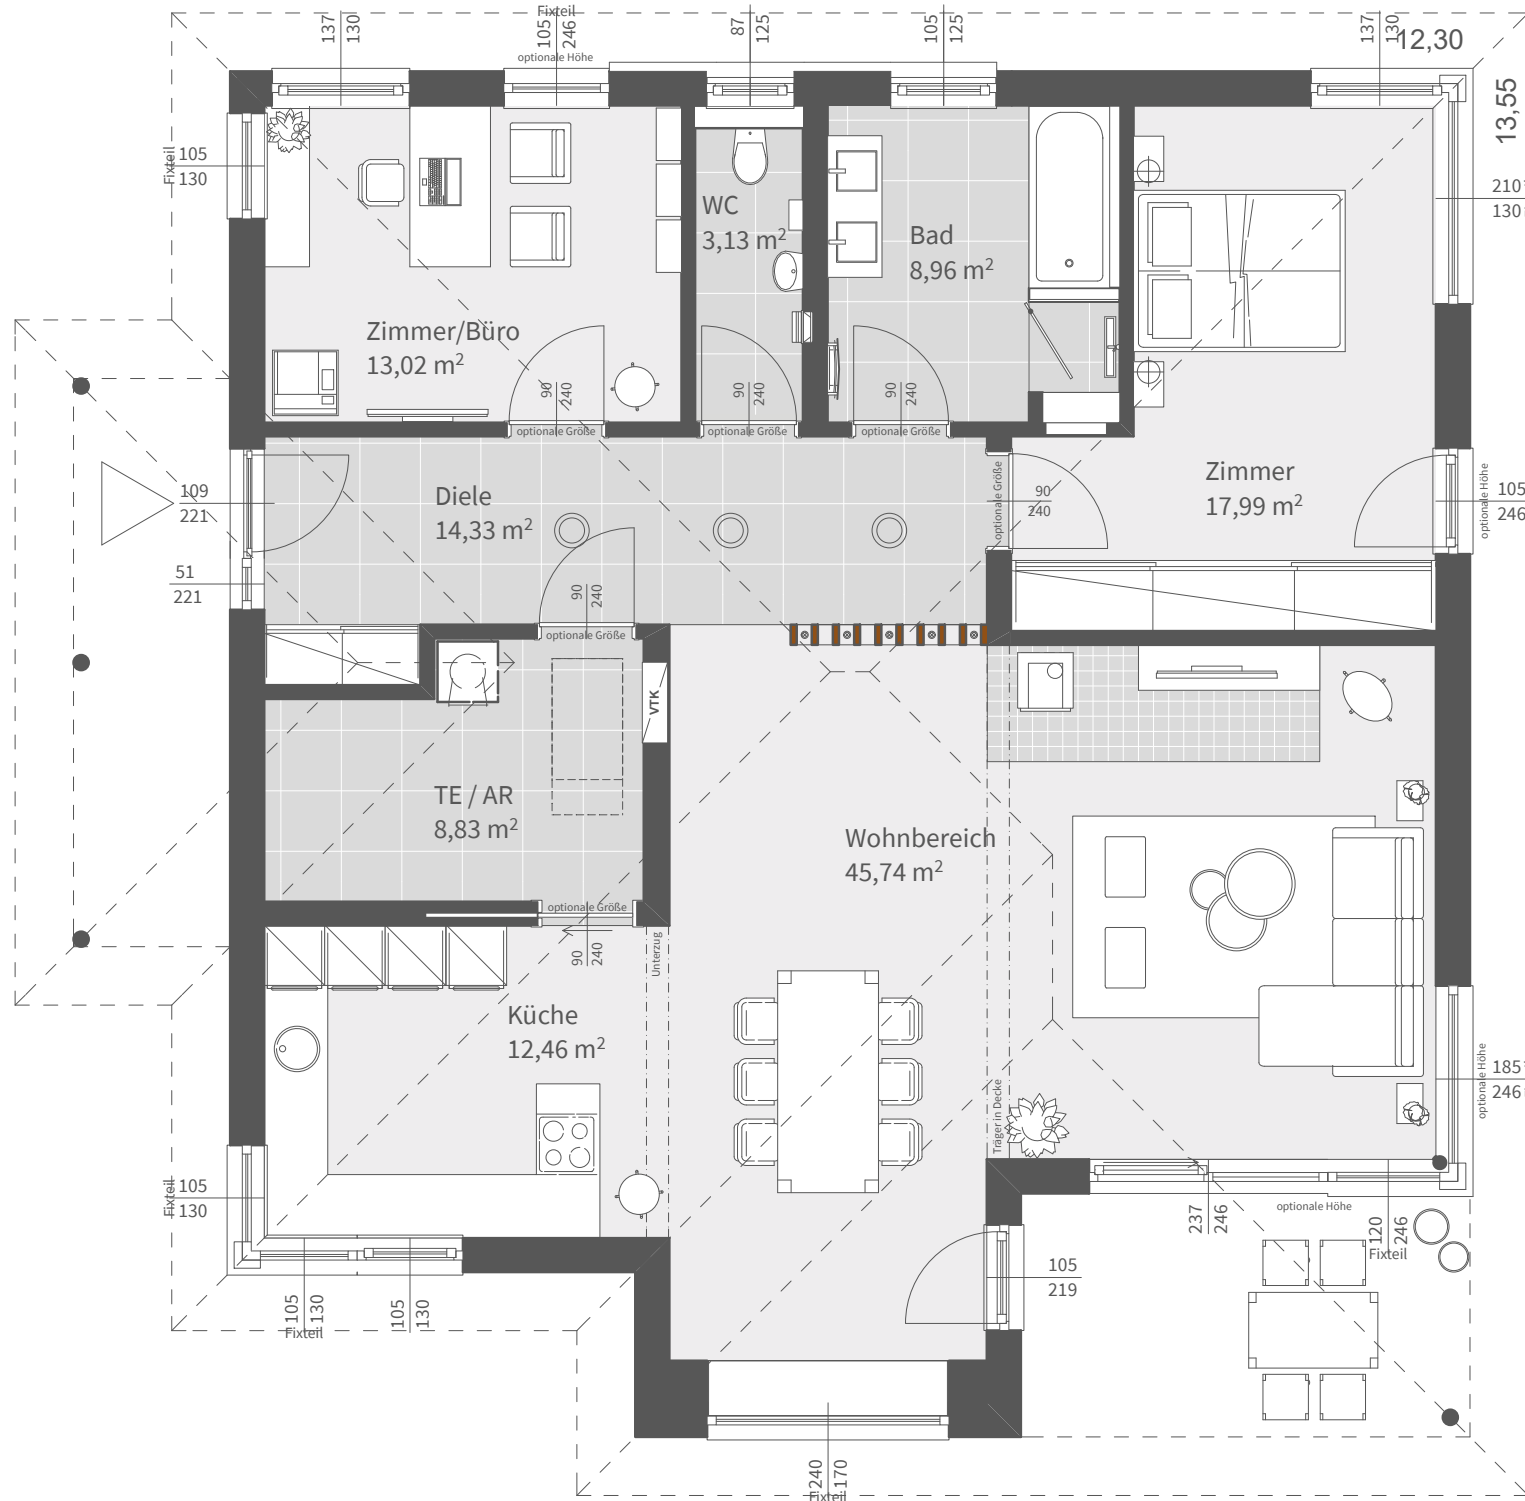 137
130
Fixteil
105
246
optionale Höhe
87
125
105
125
137
130
12,30
13,55
Fixteil
105
130
210
130
WC
3,13 m²
Bad
8,96 m²
Zimmer/Büro
13,02 m²
90
240
optionale Größe
90
240
optionale Größe
90
240
optionale Größe
Zimmer
17,99 m²
optionale Größe
90
240
optionale Höhe
105
246
109
221
Diele
14,33 m²
51
221
90
240
optionale Größe
VTK
TE / AR
8,83 m²
Wohnbereich
45,74 m²
optionale Größe
90
240
Unterzug
Küche
12,46 m²
Träger in Decke
optionale Höhe
185
246
Fixteil
105
130
237
246
optionale Höhe
120
246
Fixteil
105
219
105
130
Fixteil
105
130
240
170
Fixteil